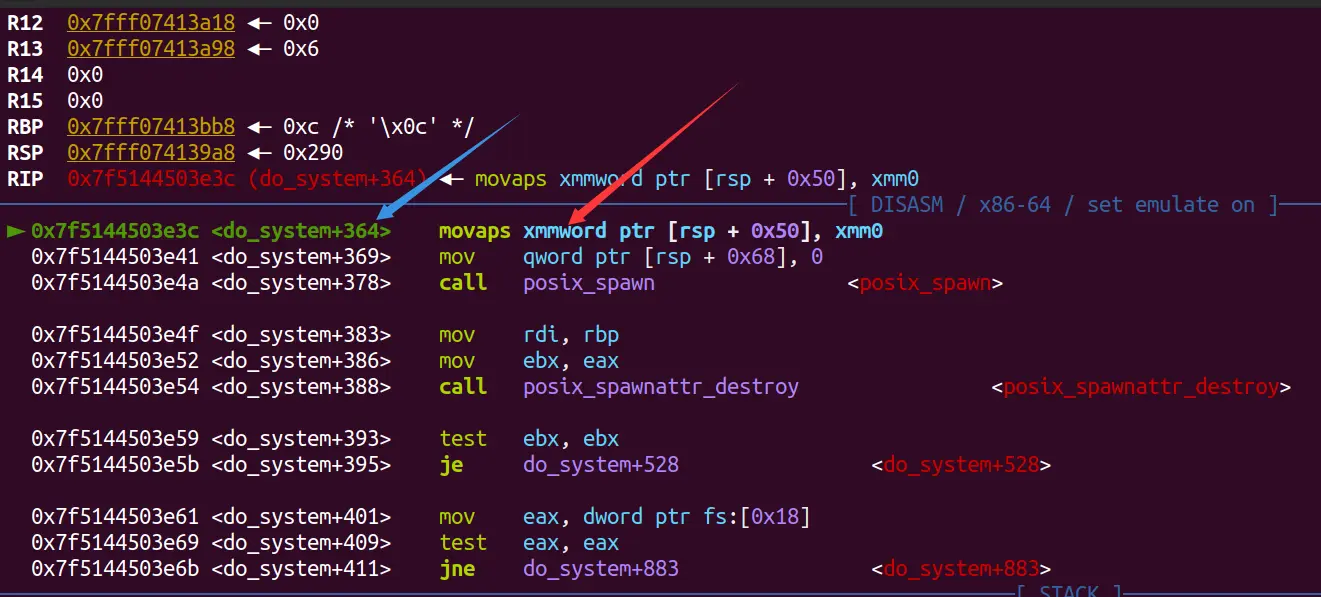 R12 0x7fff07413a18 ◂— 0x0
R13 0x7fff07413a98 ◂— 0x6
R14 0x0
R15 0x0
RBP 0x7fff07413bb8 ◂— 0xc /* '\x0c' */
RSP 0x7fff074139a8 ◂— 0x290
RIP 0x7f5144503e3c (do_system+364) ◂— movaps xmmword ptr [rsp + 0x50], xmm0
[ DISASM / x86-64 / set emulate on ]
► 0x7f5144503e3c <do_system+364> movaps xmmword ptr [rsp + 0x50], xmm0
0x7f5144503e41 <do_system+369> mov qword ptr [rsp + 0x68], 0
0x7f5144503e4a <do_system+378> call posix_spawn <posix_spawn>
0x7f5144503e4f <do_system+383> mov rdi, rbp
0x7f5144503e52 <do_system+386> mov ebx, eax
0x7f5144503e54 <do_system+388> call posix_spawnattr_destroy <posix_spawnattr_destroy>
0x7f5144503e59 <do_system+393> test ebx, ebx
0x7f5144503e5b <do_system+395> je do_system+528 <do_system+528>
0x7f5144503e61 <do_system+401> mov eax, dword ptr fs:[0x18]
0x7f5144503e69 <do_system+409> test eax, eax
0x7f5144503e6b <do_system+411> jne do_system+883 <do_system+883>
[ STACK ]